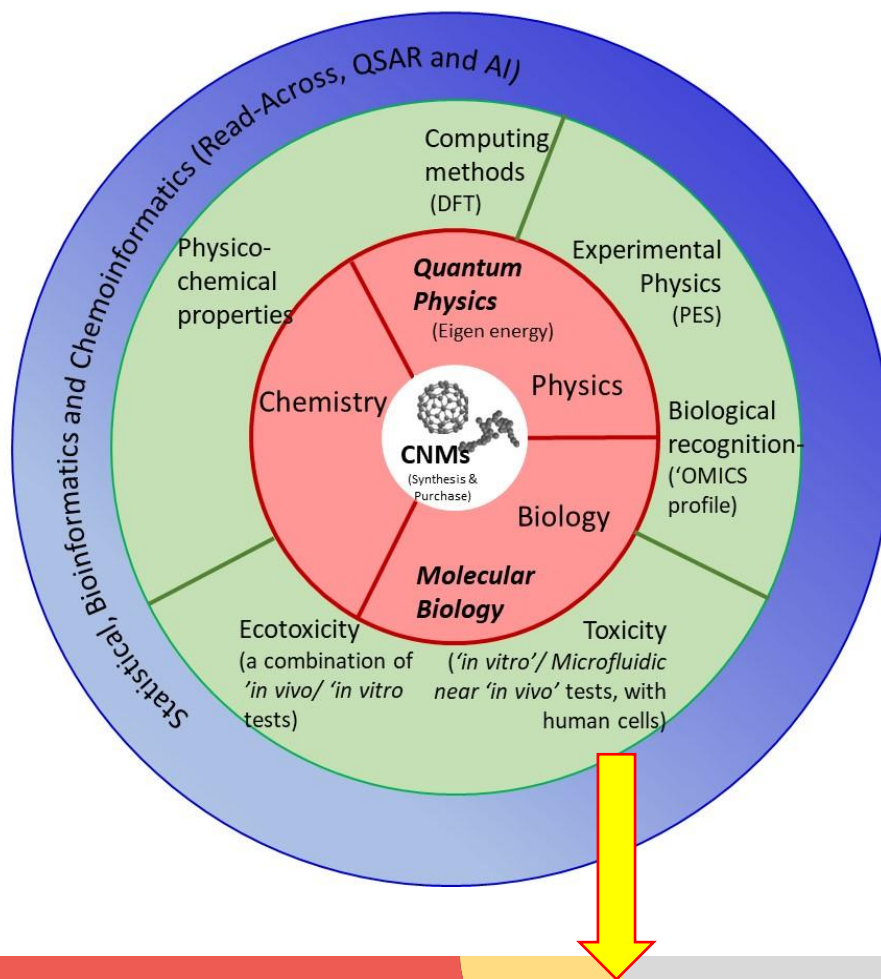 Statistical, Bioinformatics and Chemoinformatics (Read-Across, QSAR and AI)
Computing
methods
(DFT)
Physico-
chemical
properties
Experimental
Physics
(PES)
Biological
recognition-
(‘OMICS
profile)
Quantum
Physics
(Eigen energy)
Physics
Chemistry
CNMs
(Synthesis &
Purchase)
Biology
Molecular
Biology
Ecotoxicity
(a combination of
’in vivo/ ‘in vitro
tests)
Toxicity
(‘in vitro’/ Microfluidic
near ‘in vivo’ tests, with
human cells)